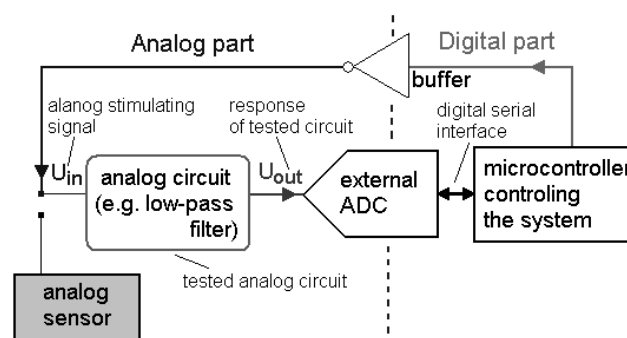 Analog part
Digital part
buffer
alanog stimulating
signal
response
of tested circuit
digital serial
interface
Uin
analog circuit
(e.g. low-pass
filter)
Uout
external
ADC
microcontroller
controling
the system
tested analog circuit
analog
sensor